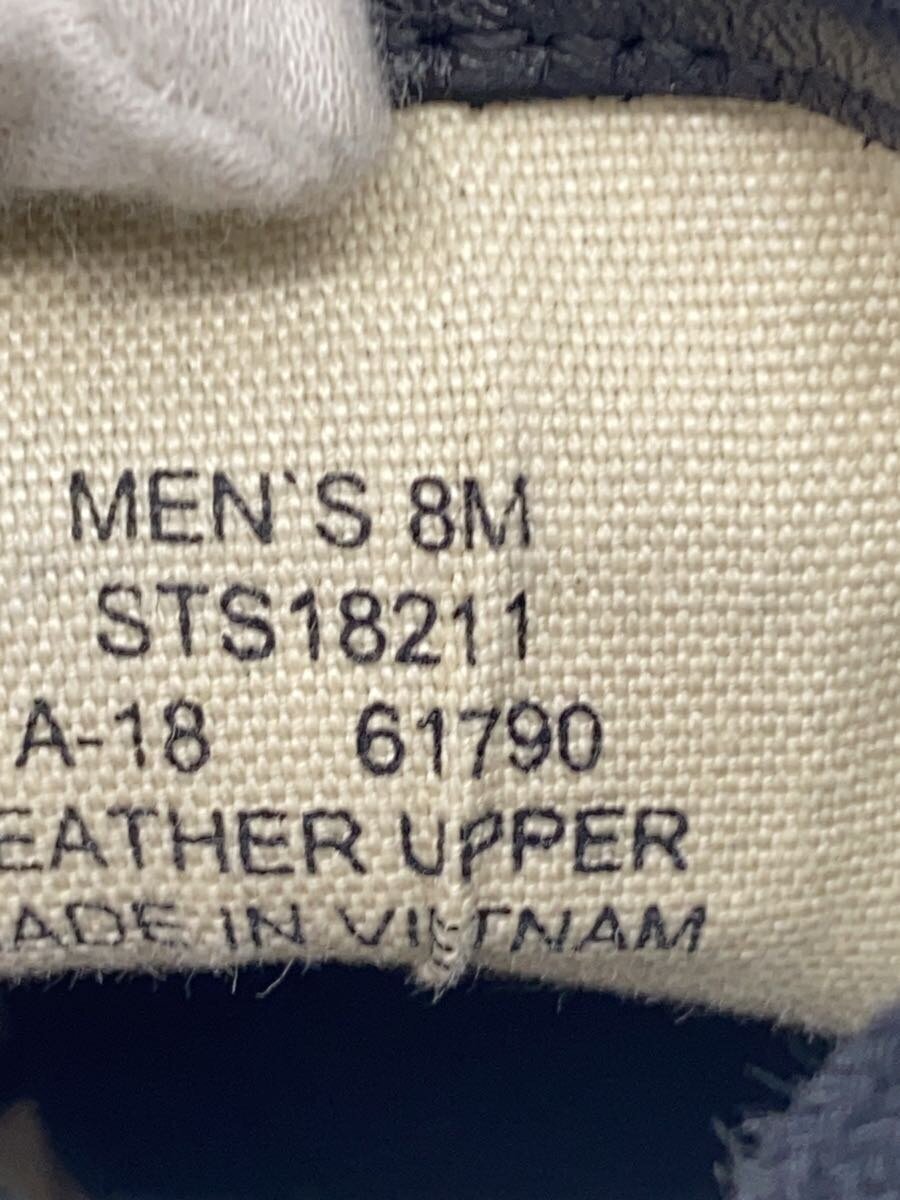 MEN'S 8M
STS18211
A-18 61790
EATHER UPPER
ADE IN VIETNAM